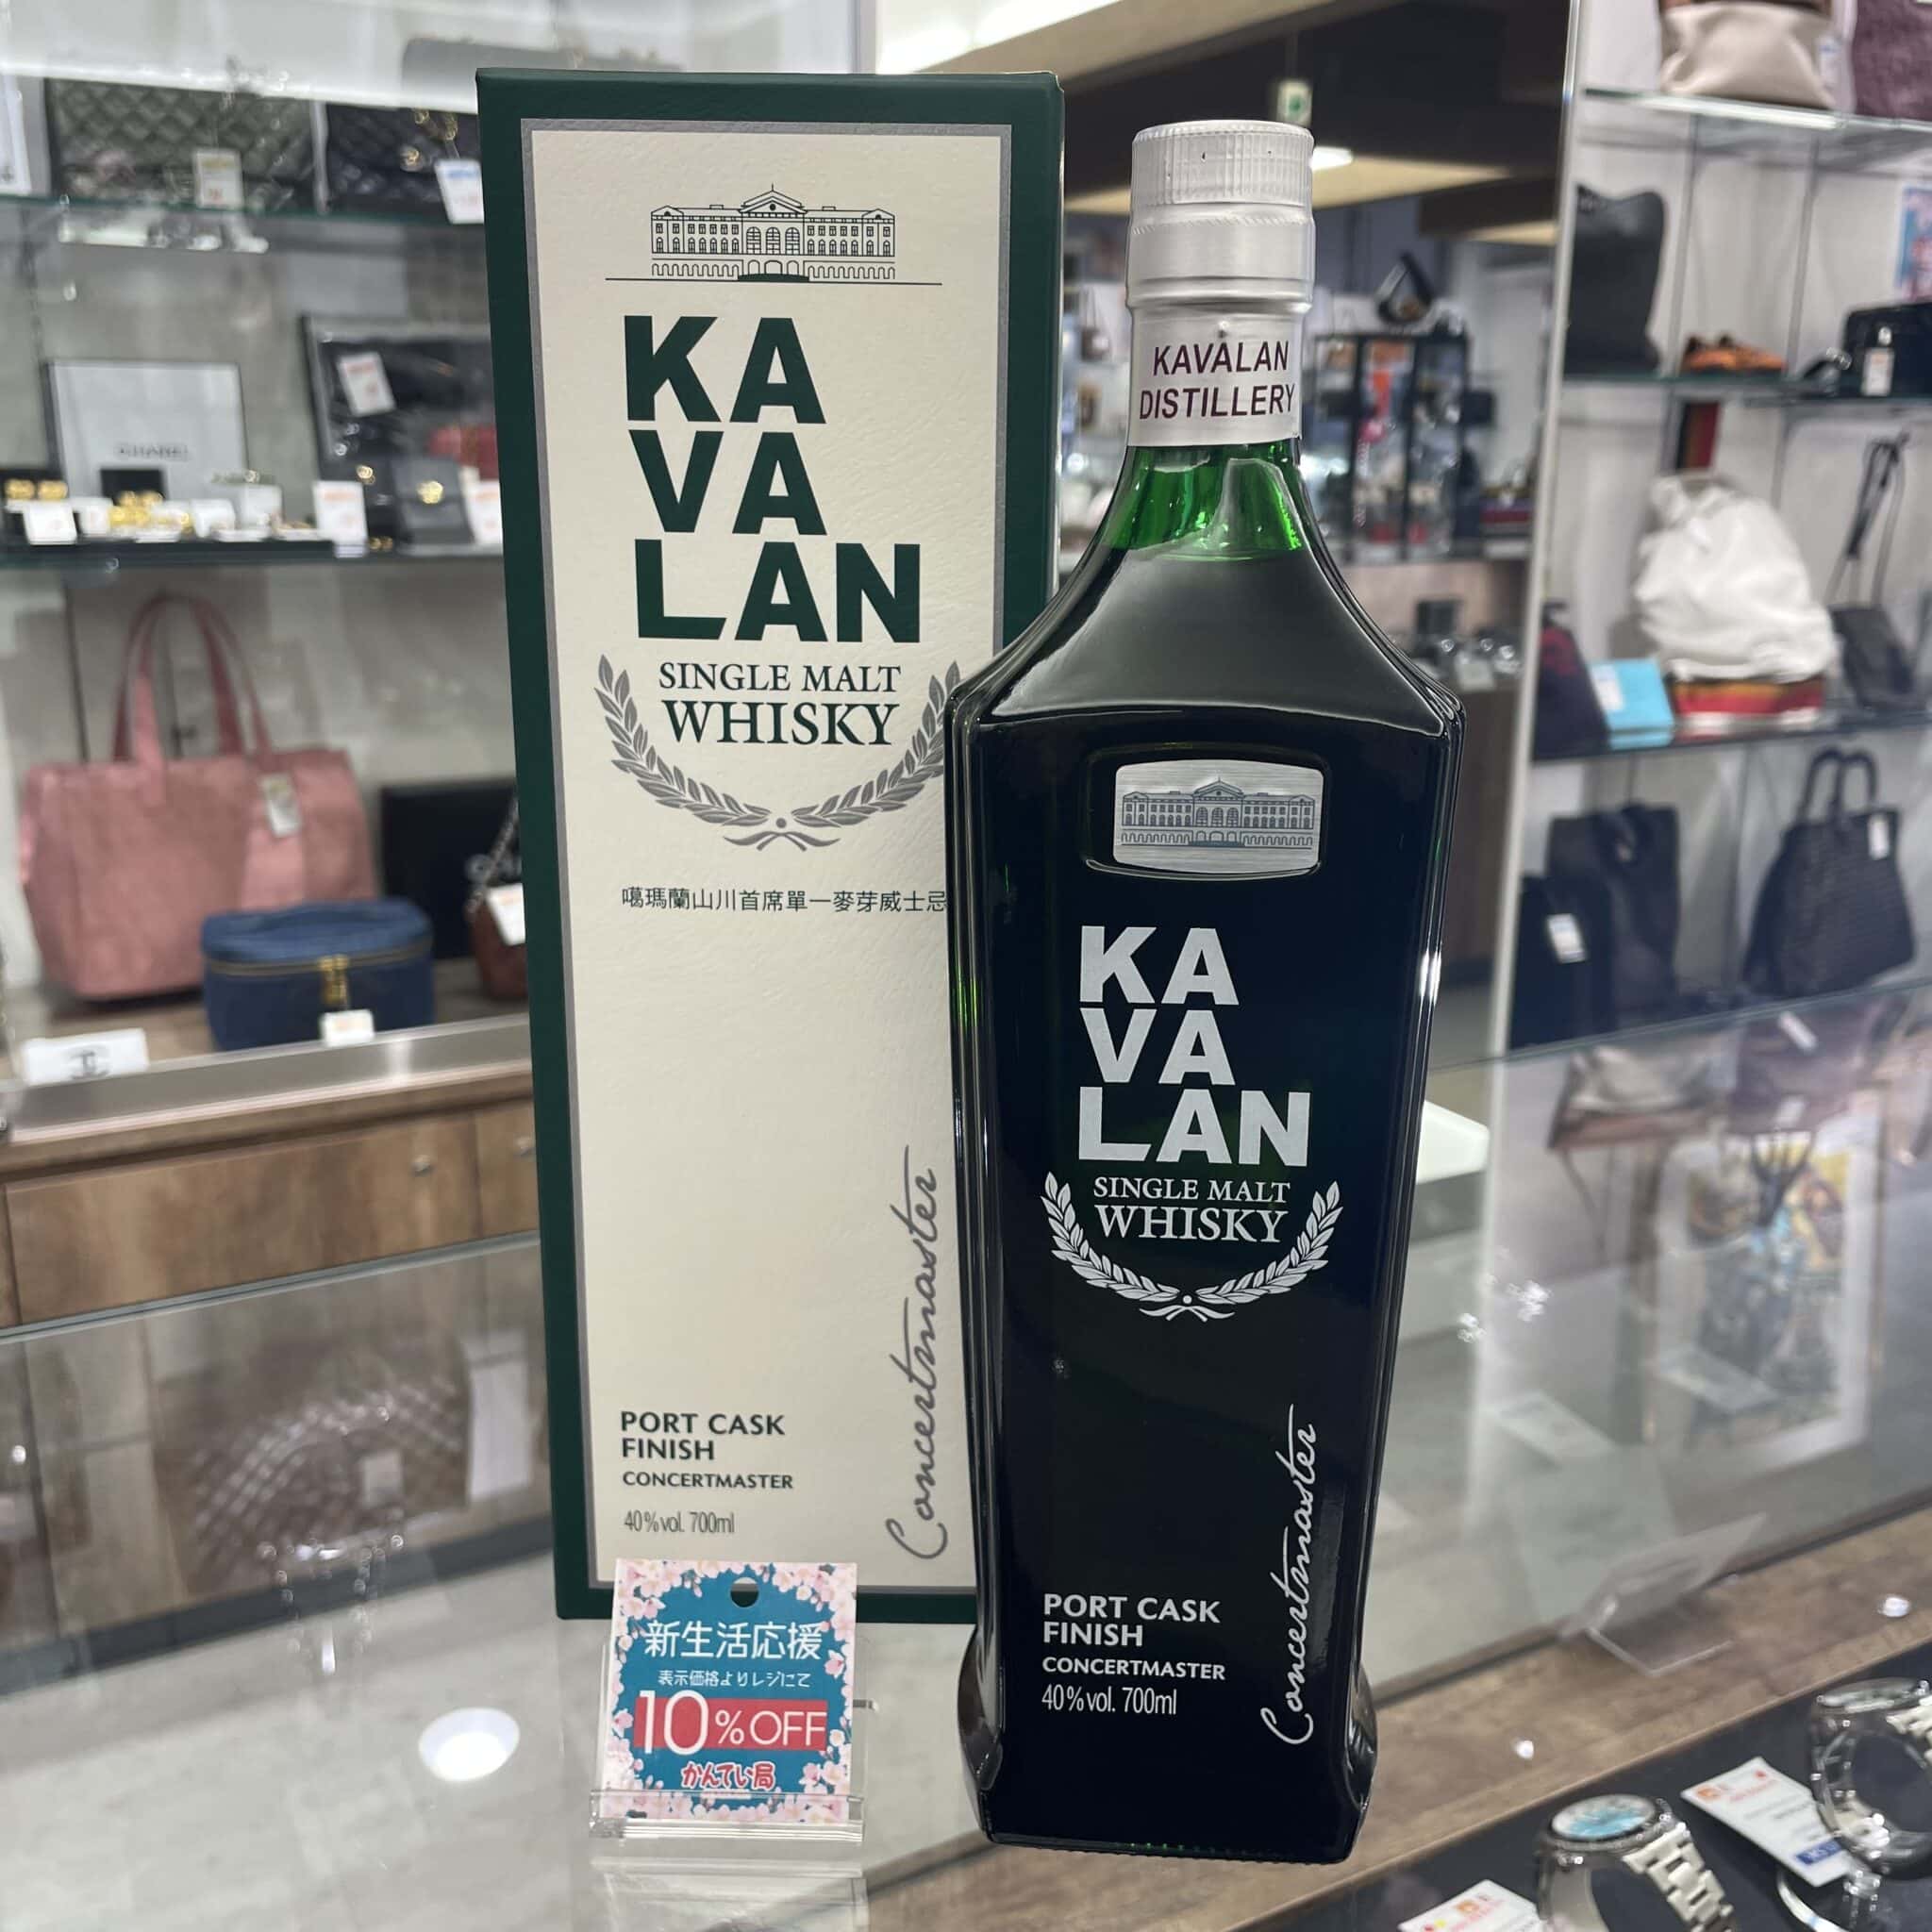 KA
VA
LAN
SINGLE MALT
WHISKY
噶瑪蘭山川首席單一麥芽威士忌
Concertmaster
PORT CASK
FINISH
CONCERTMASTER
40%vol. 700ml
新生活応援
表示価格よりレジにて
10%OFF
かんてい局
KAVALAN
DISTILLERY
KA
VA
LAN
SINGLE MALT
WHISKY
Concertmaster
PORT CASK
FINISH
CONCERTMASTER
40%vol. 700ml
CHANEL